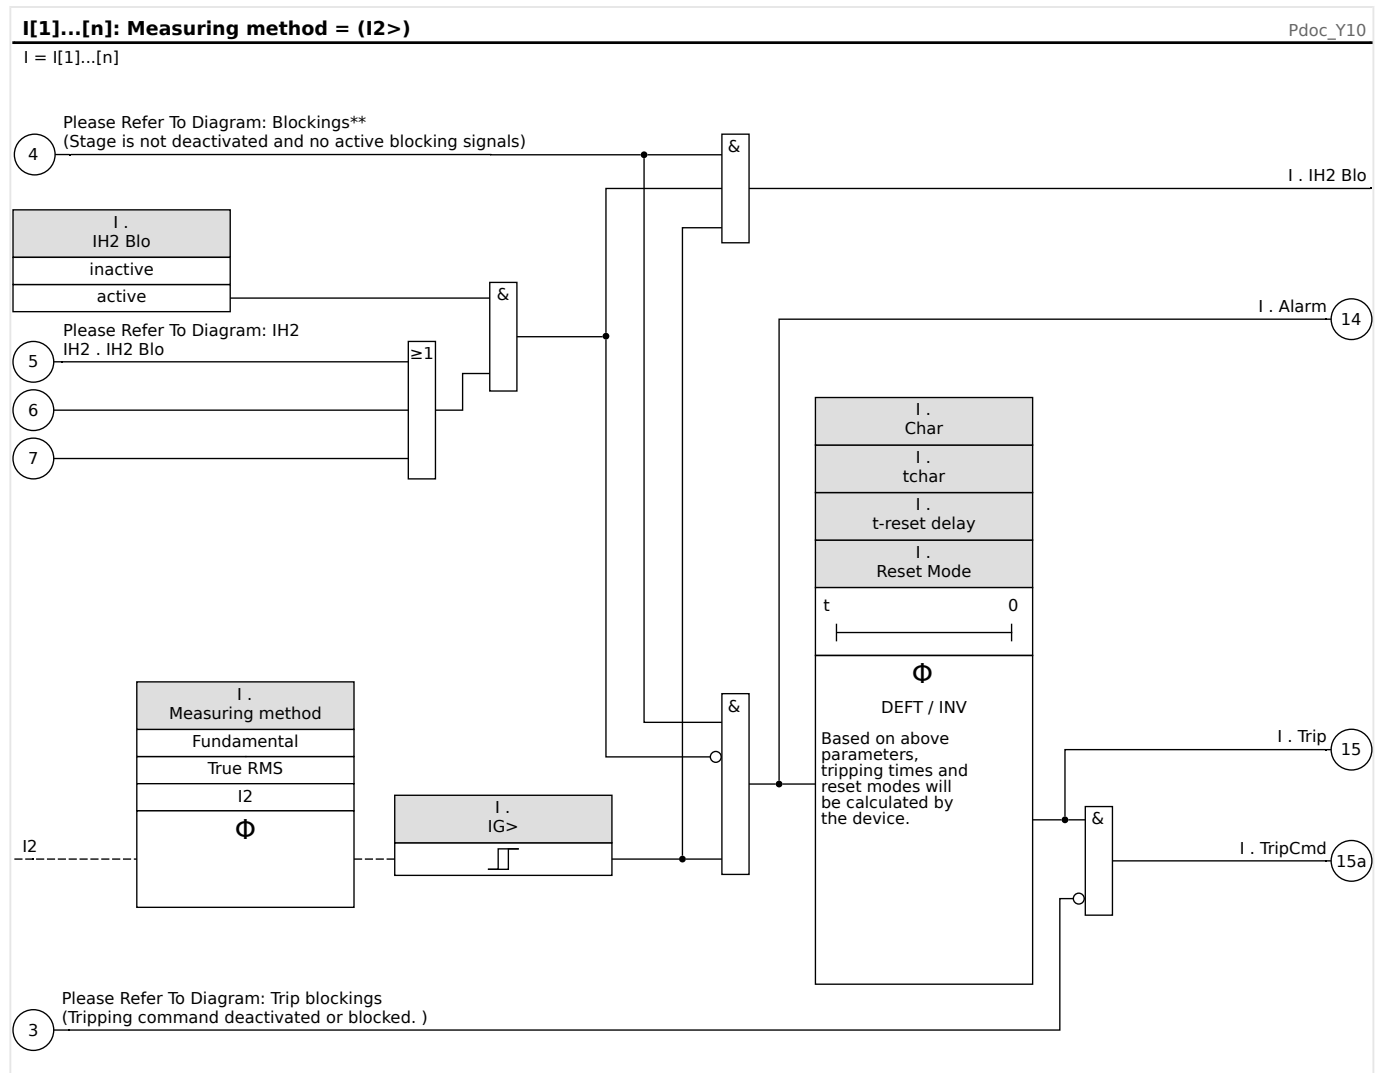 I[1]...[n]: Measuring method = (I2>)
Pdoc_Y10
I = I[1]...[n]
Please Refer To Diagram: Blockings**
(Stage is not deactivated and no active blocking signals)
4
&
I . IH2 Blo
I .
IH2 Blo
inactive
active
&
I . Alarm
14
Please Refer To Diagram: IH2
IH2 . IH2 Blo
5
≥1
6
7
I .
Char
I .
tchar
I .
t-reset delay
I .
Reset Mode
t 0
Φ
DEFT / INV
Based on above
parameters,
tripping times and
reset modes will
be calculated by
the device.
I .
Measuring method
Fundamental
True RMS
I2
Φ
I2
I .
IG>
&
I . Trip
15
&
I . TripCmd
15a
Please Refer To Diagram: Trip blockings
(Tripping command deactivated or blocked. )
3